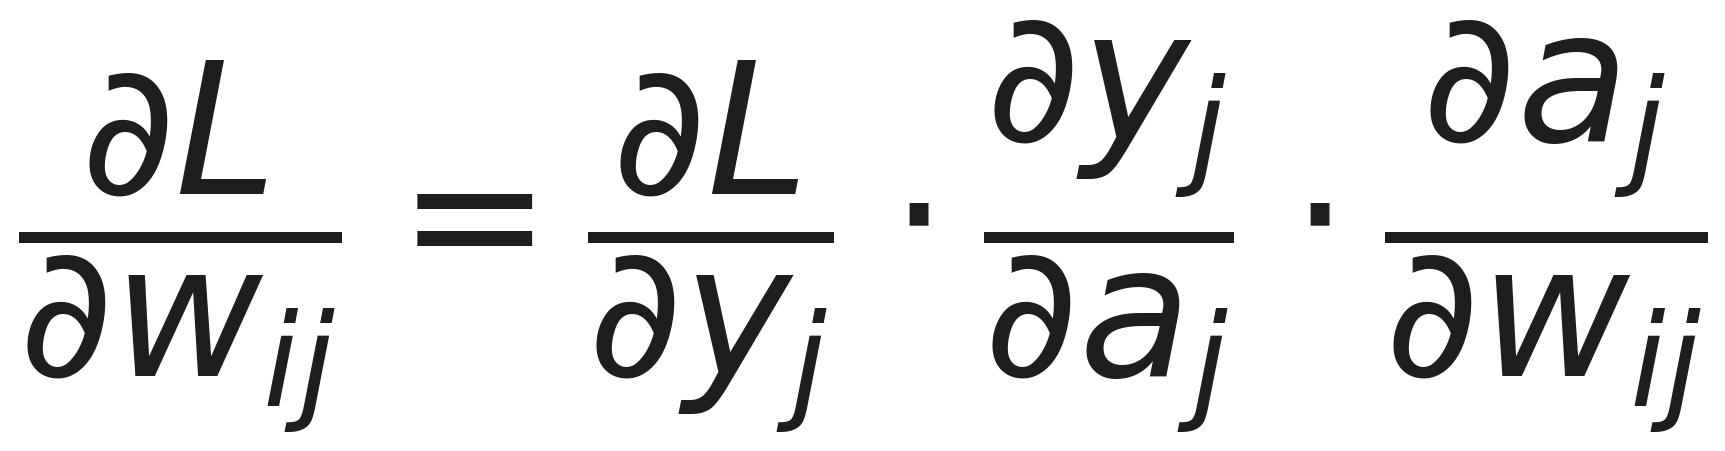 ∂L/∂w_ij = ∂L/∂y_j · ∂y_j/∂a_j · ∂a_j/∂w_ij